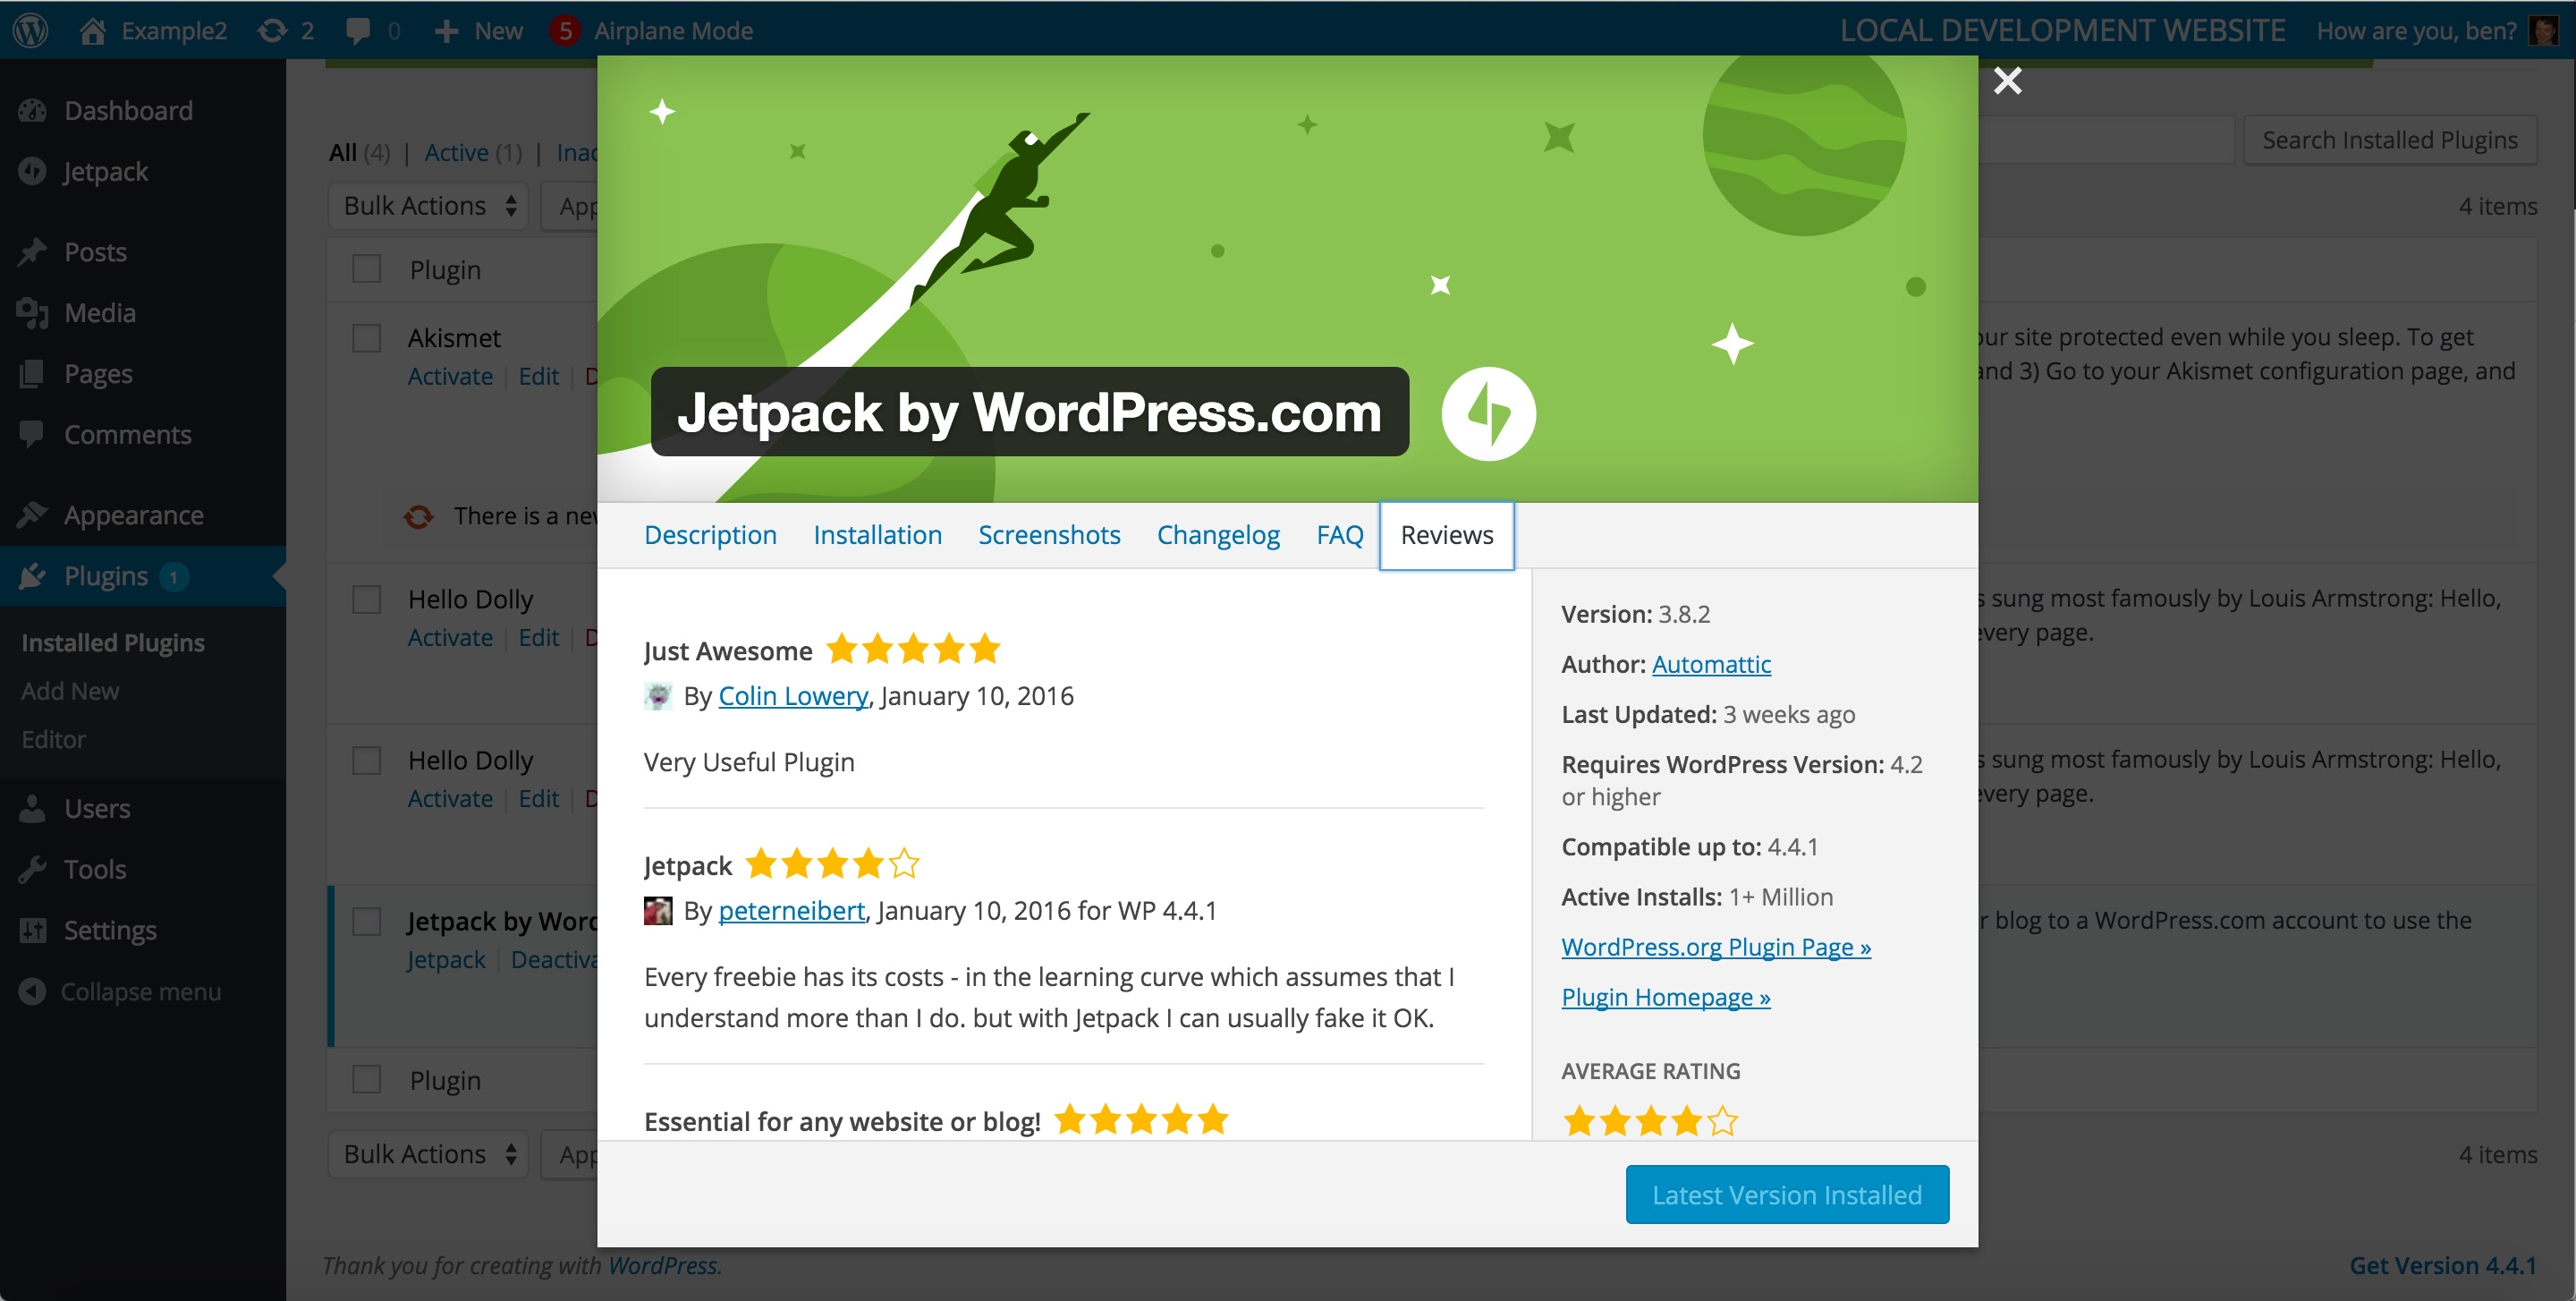 Example2 2 0 New 5 Airplane Mode LOCAL DEVELOPMENT WEBSITE How are you, ben?
Dashboard
Jetpack
Posts
Media
Pages
Comments
Appearance
Plugins 1
Installed Plugins
Add New
Editor
Users
Tools
Settings
Collapse menu
All (4) | Active (1) |
Search Installed Plugins
Bulk Actions
4 items
Plugin
Akismet
Activate | Edit |
our site protected even while you sleep. To get
and 3) Go to your Akismet configuration page, and
There is a new
Hello Dolly
Activate | Edit |
s sung most famously by Louis Armstrong: Hello,
every page.
Hello Dolly
Activate | Edit |
s sung most famously by Louis Armstrong: Hello,
every page.
Jetpack by Word
Jetpack | Deactiva
r blog to a WordPress.com account to use the
Plugin
Bulk Actions
4 items
Thank you for creating with WordPress.
Get Version 4.4.1
Jetpack by WordPress.com
Description Installation Screenshots Changelog FAQ Reviews
Just Awesome
By Colin Lowery, January 10, 2016
Very Useful Plugin
Jetpack
By peterneibert, January 10, 2016 for WP 4.4.1
Every freebie has its costs - in the learning curve which assumes that I
understand more than I do. but with Jetpack I can usually fake it OK.
Essential for any website or blog!
Version: 3.8.2
Author: Automattic
Last Updated: 3 weeks ago
Requires WordPress Version: 4.2
or higher
Compatible up to: 4.4.1
Active Installs: 1+ Million
WordPress.org Plugin Page »
Plugin Homepage »
AVERAGE RATING
Latest Version Installed